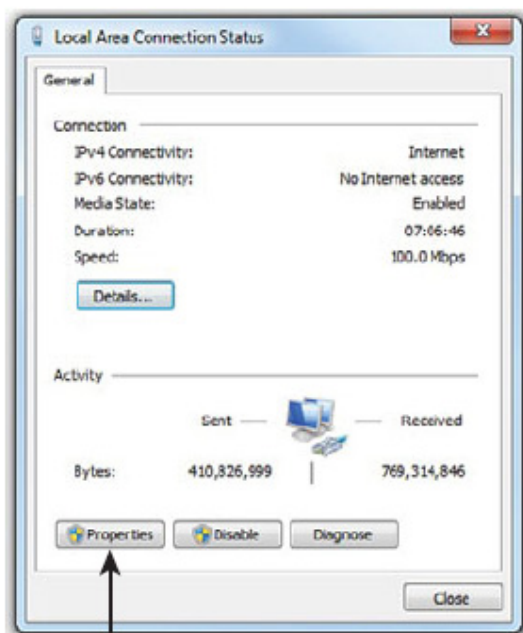 Local Area Connection Status
General
Connection
IPv4 Connectivity: Internet
IPv6 Connectivity: No Internet access
Media State: Enabled
Duration: 07:06:46
Speed: 100.0 Mbps
Details...
Activity
Sent Received
Bytes: 410,826,999 769,314,846
Properties Disable Diagnose
Close